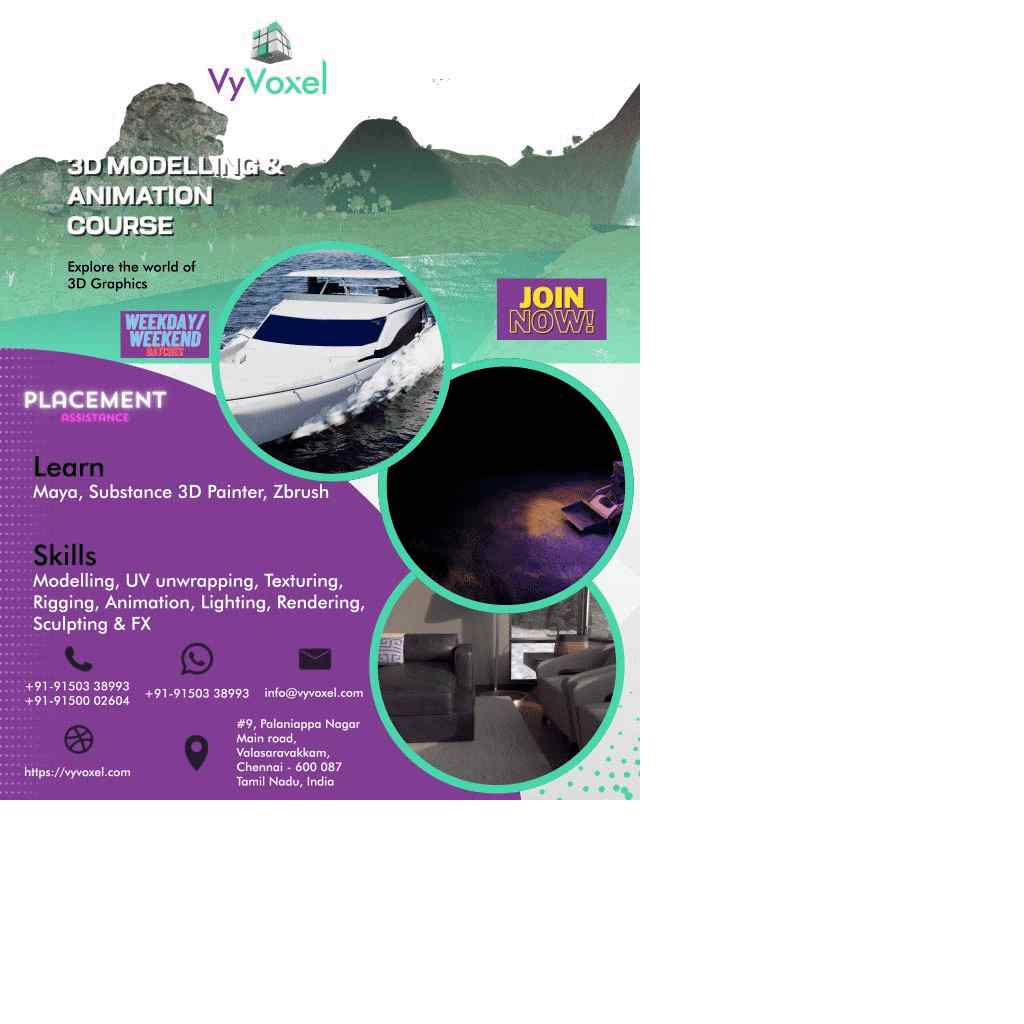 VyVoxel
3D MODELLING &
ANIMATION
COURSE
Explore the world of
3D Graphics
JOIN
NOW!
WEEKDAY/
WEEKEND
BATCHES
PLACEMENT
ASSISTANCE
Learn
Maya, Substance 3D Painter, Zbrush
Skills
Modelling, UV unwrapping, Texturing,
Rigging, Animation, Lighting, Rendering,
Sculpting & FX
+91-91503 38993
+91-91500 02604
+91-91503 38993
info@vyvoxel.com
https://vyvoxel.com
#9, Palaniappa Nagar
Main road,
Valasaravakkam,
Chennai - 600 087
Tamil Nadu, India